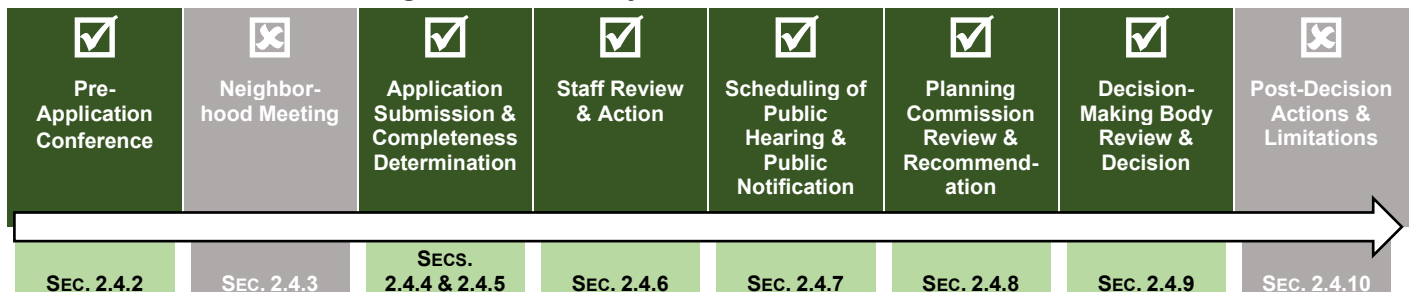 Pre-
Application
Conference
Neighbor-
hood Meeting
Application
Submission &
Completeness
Determination
Staff Review
& Action
Scheduling of
Public
Hearing &
Public
Notification
Planning
Commission
Review &
Recommend-
ation
Decision-
Making Body
Review &
Decision
Post-Decision
Actions &
Limitations
SEC. 2.4.2
SEC. 2.4.3
SECS.
2.4.4 & 2.4.5
SEC. 2.4.6
SEC. 2.4.7
SEC. 2.4.8
SEC. 2.4.9
SEC. 2.4.10